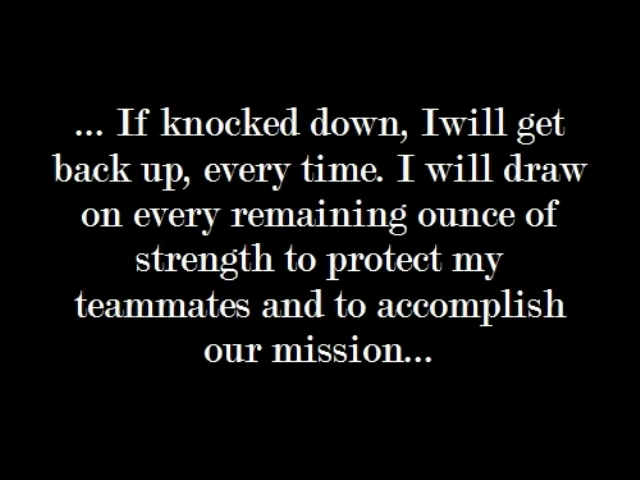 ... If knocked down, Iwill get
back up, every time. I will draw
on every remaining ounce of
strength to protect my
teammates and to accomplish
our mission...